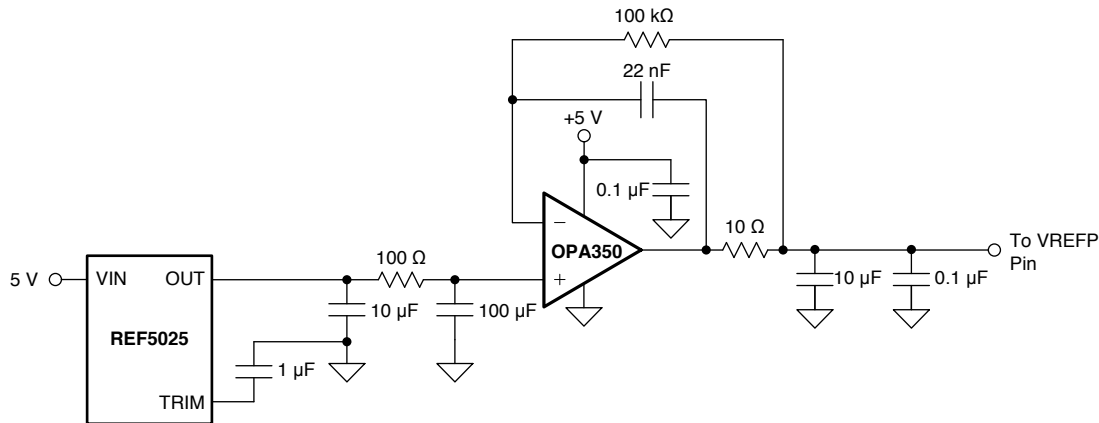 100 kΩ
22 nF
+5 V
0.1 µF
−
OPA350
+
10 Ω
To VREFP
Pin
10 µF
0.1 µF
100 Ω
5 V
VIN
OUT
10 µF
100 µF
REF5025
1 µF
TRIM